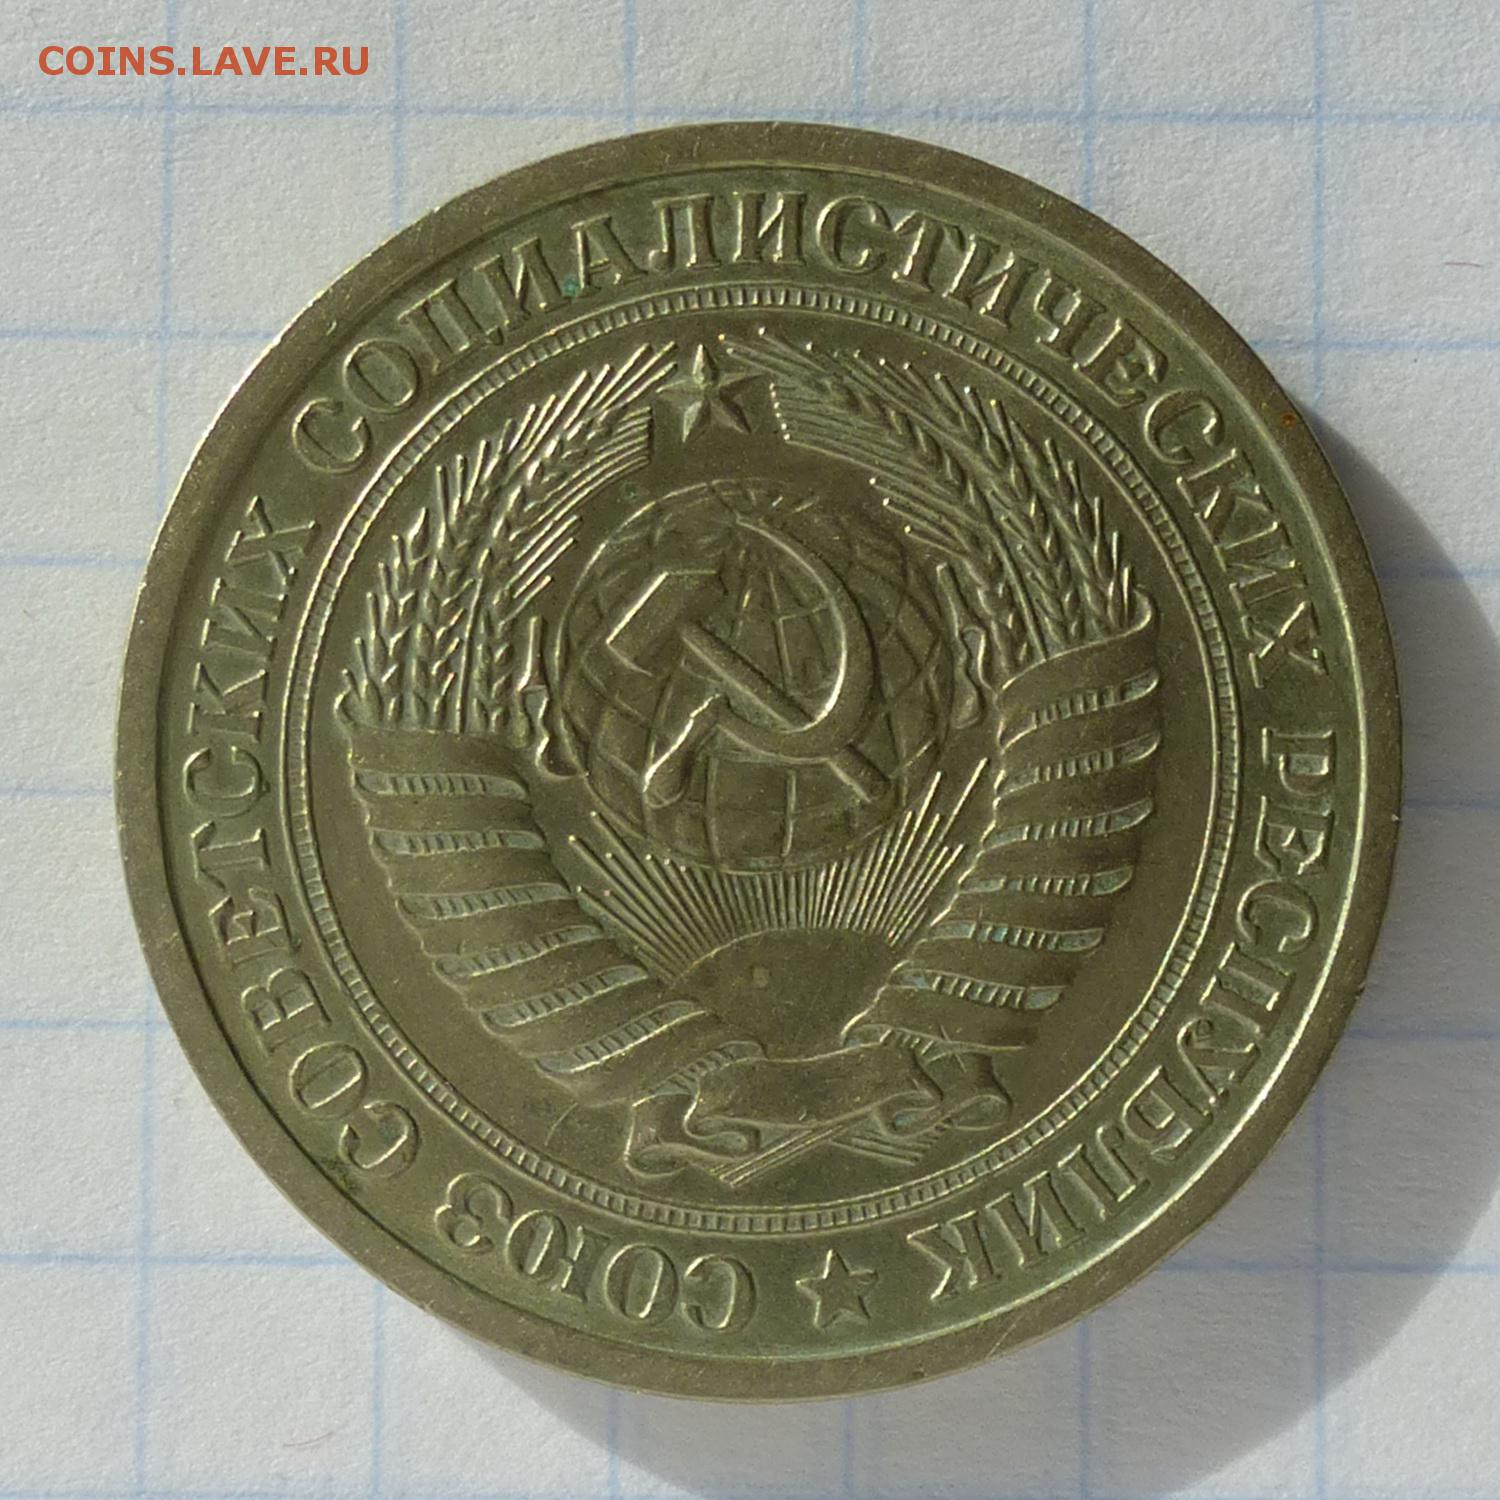 COINS.LAVE.RU
СОЮЗ СОВЕТСКИХ СОЦИАЛИСТИЧЕСКИХ РЕСПУБЛИК